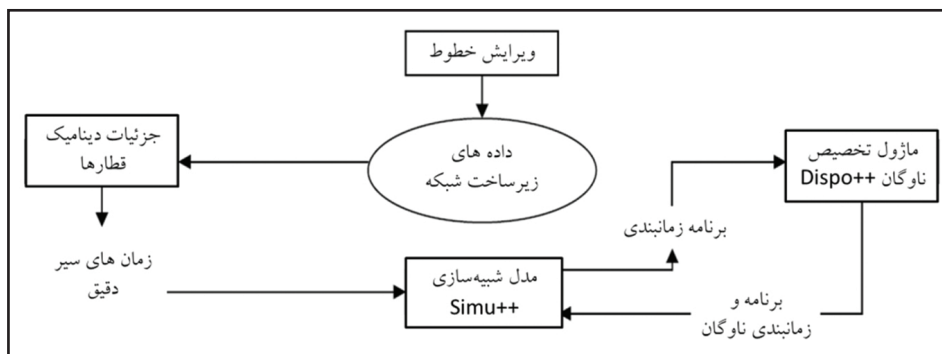 ویرایش خطوط
داده های
زیرساخت شبکه
جزئیات دینامیک
قطارها
ماژول تخصیص
ناوگان Dispo++
زمان های سیر
دقیق
برنامه زمانبندی
مدل شبیه‌سازی
Simu++
برنامه و
زمانبندی ناوگان